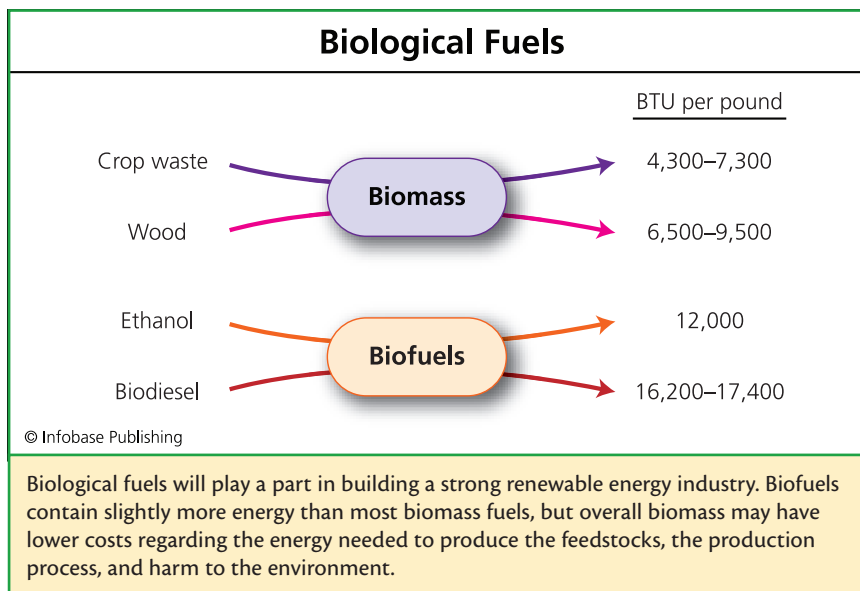 Biological Fuels
BTU per pound
Crop waste
Biomass
4,300–7,300
Wood
6,500–9,500
Ethanol
Biofuels
12,000
Biodiesel
16,200–17,400
© Infobase Publishing
Biological fuels will play a part in building a strong renewable energy industry. Biofuels
contain slightly more energy than most biomass fuels, but overall biomass may have
lower costs regarding the energy needed to produce the feedstocks, the production
process, and harm to the environment.